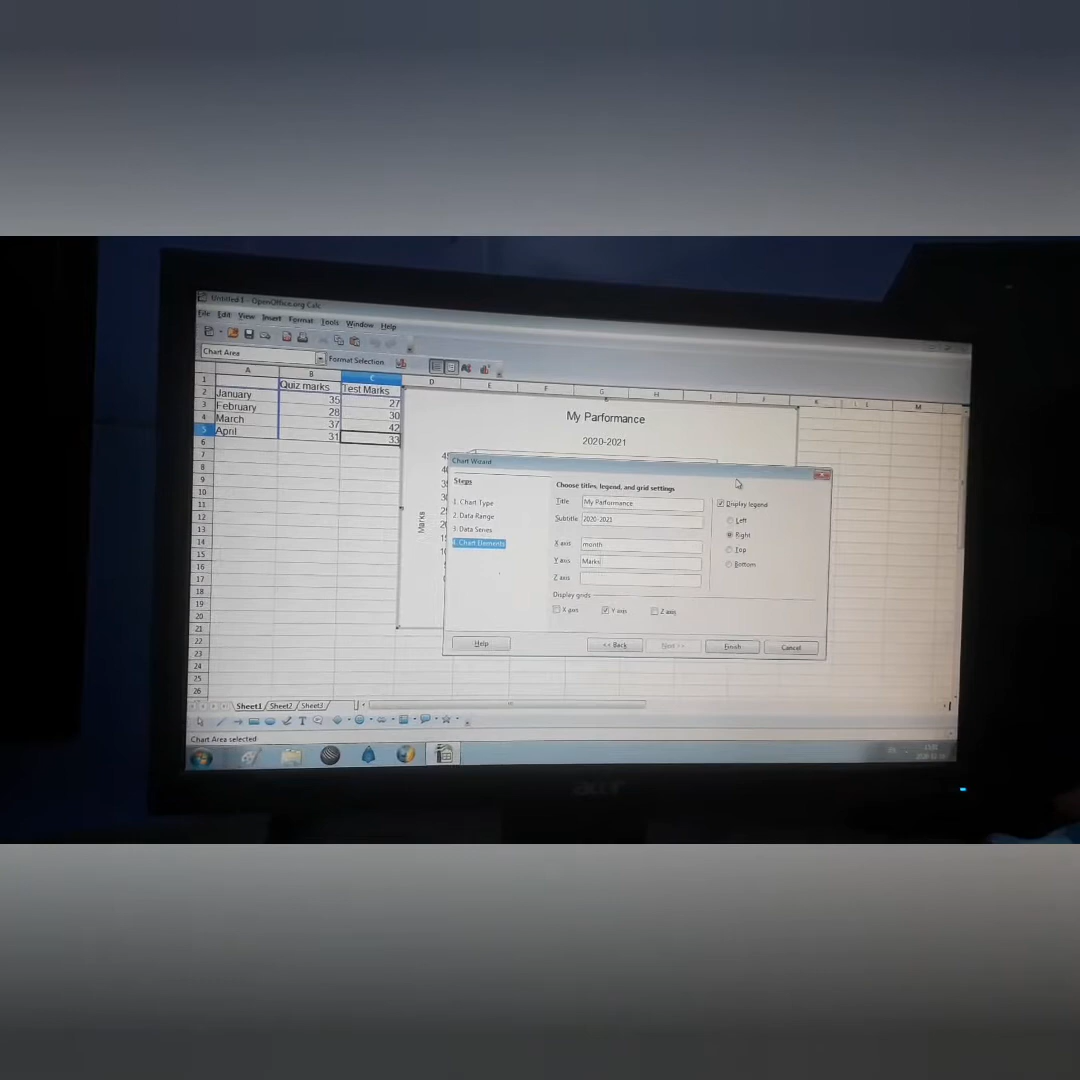 Untitled 1 - OpenOffice.org Calc
File Edit View Insert Format Tools Window Help
Chart Area
Format Selection
A B C D E F G H I J K L M
1 Quiz marks Test Marks
2 January 35 27
3 February 28 30
4 March 37 42
5 April 31 33
6
7
8
9
10
11
12
13
14
15
16
17
18
19
20
21
22
23
24
25
26
My Parformance
2020-2021
Marks
Chart Wizard
Steps
1. Chart Type
2. Data Range
3. Data Series
4. Chart Elements
Choose titles, legend, and grid settings
Title My Parformance
Subtitle 2020-2021
X axis month
Y axis Marks
Z axis
Display legend
Left
Right
Top
Bottom
Display grids
X axis Y axis Z axis
Help << Back Next >> Finish Cancel
Sheet1 Sheet2 Sheet3
Chart Area selected
acer